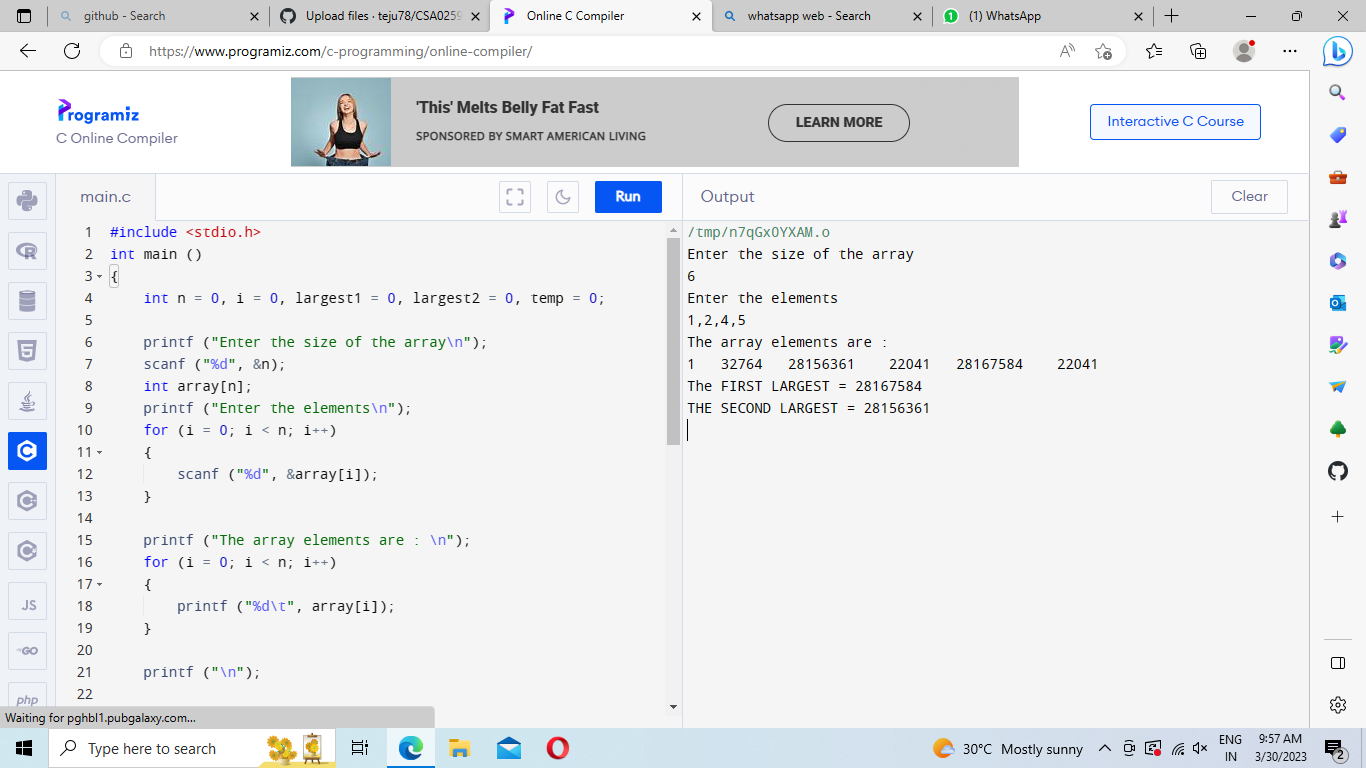 github - Search
Upload files · teju78/CSA0259
Online C Compiler
whatsapp web - Search
(1) WhatsApp
https://www.programiz.com/c-programming/online-compiler/
Programiz
C Online Compiler
'This' Melts Belly Fat Fast
SPONSORED BY SMART AMERICAN LIVING
LEARN MORE
Interactive C Course
main.c
Run
Output
Clear
1 #include <stdio.h>
2 int main ()
3 {
4 int n = 0, i = 0, largest1 = 0, largest2 = 0, temp = 0;
5
6 printf ("Enter the size of the array\n");
7 scanf ("%d", &n);
8 int array[n];
9 printf ("Enter the elements\n");
10 for (i = 0; i < n; i++)
11 {
12 scanf ("%d", &array[i]);
13 }
14
15 printf ("The array elements are : \n");
16 for (i = 0; i < n; i++)
17 {
18 printf ("%d\t", array[i]);
19 }
20
21 printf ("\n");
22
/tmp/n7qGxOYXAM.o
Enter the size of the array
6
Enter the elements
1,2,4,5
The array elements are :
1 32764 28156361 22041 28167584 22041
The FIRST LARGEST = 28167584
THE SECOND LARGEST = 28156361
JS
GO
php
Waiting for pghbl1.pubgalaxy.com...
Type here to search
30°C Mostly sunny
ENG
IN
9:57 AM
3/30/2023
2